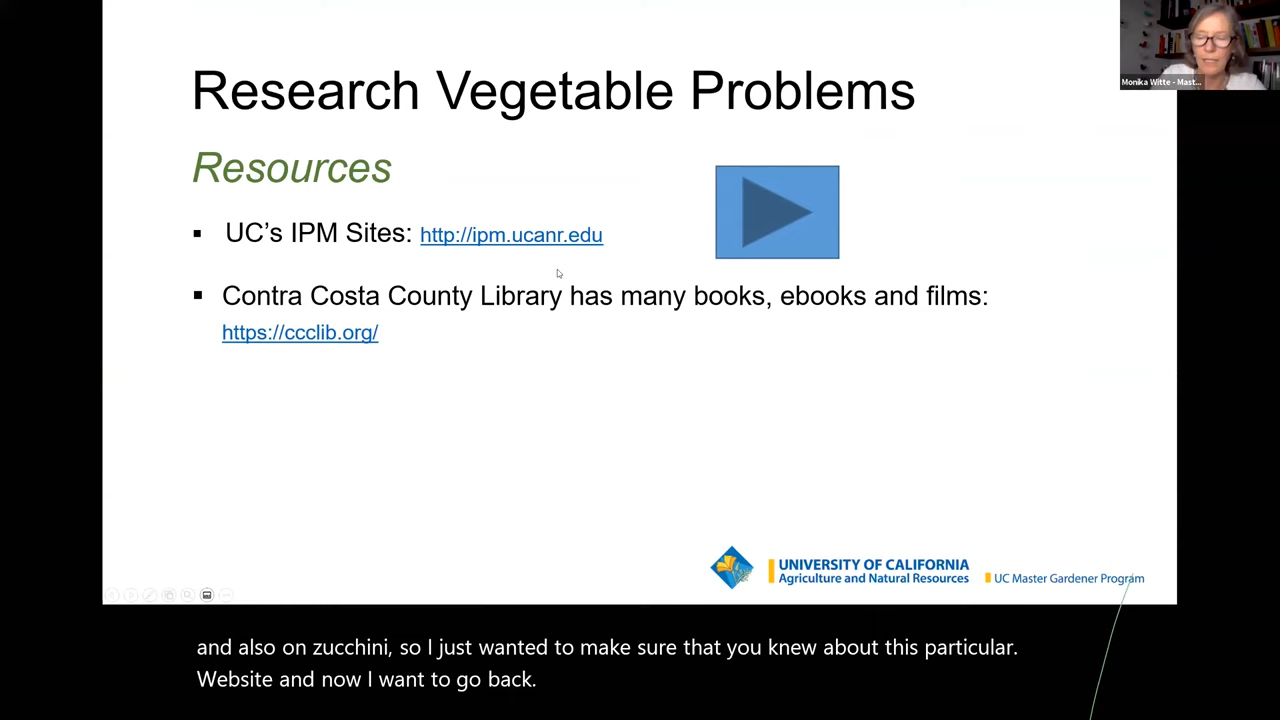 Research Vegetable Problems
Monika Witte - Mast...
Resources
▪ UC’s IPM Sites: http://ipm.ucanr.edu
▪ Contra Costa County Library has many books, ebooks and films:
https://ccclib.org/
UNIVERSITY OF CALIFORNIA
Agriculture and Natural Resources
UC Master Gardener Program
and also on zucchini, so I just wanted to make sure that you knew about this particular.
Website and now I want to go back.